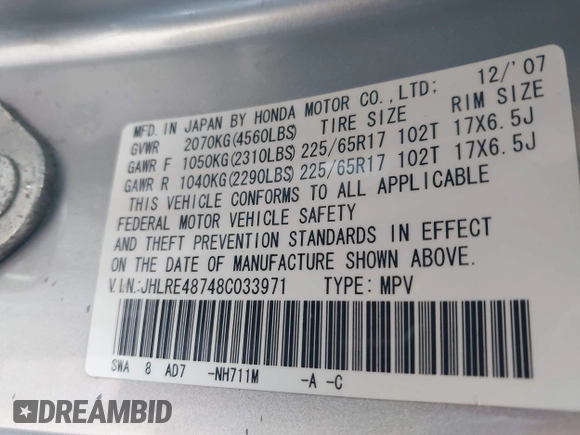 MFD.IN JAPAN BY HONDA MOTOR CO.,LTD; 12/'07
GVWR 2070KG(4560LBS) TIRE SIZE RIM SIZE
GAWR F 1050KG(2310LBS) 225/65R17 102T 17X6.5J
GAWR R 1040KG(2290LBS) 225/65R17 102T 17X6.5J
THIS VEHICLE CONFORMS TO ALL APPLICABLE
FEDERAL MOTOR VEHICLE SAFETY
AND THEFT PREVENTION STANDARDS IN EFFECT
ON THE DATE OF MANUFACTURE SHOWN ABOVE.
V.I.N.:JHLRE48748C033971 TYPE:MPV
SWA 8 AD7 -NH711M -A -C
DREAMBID